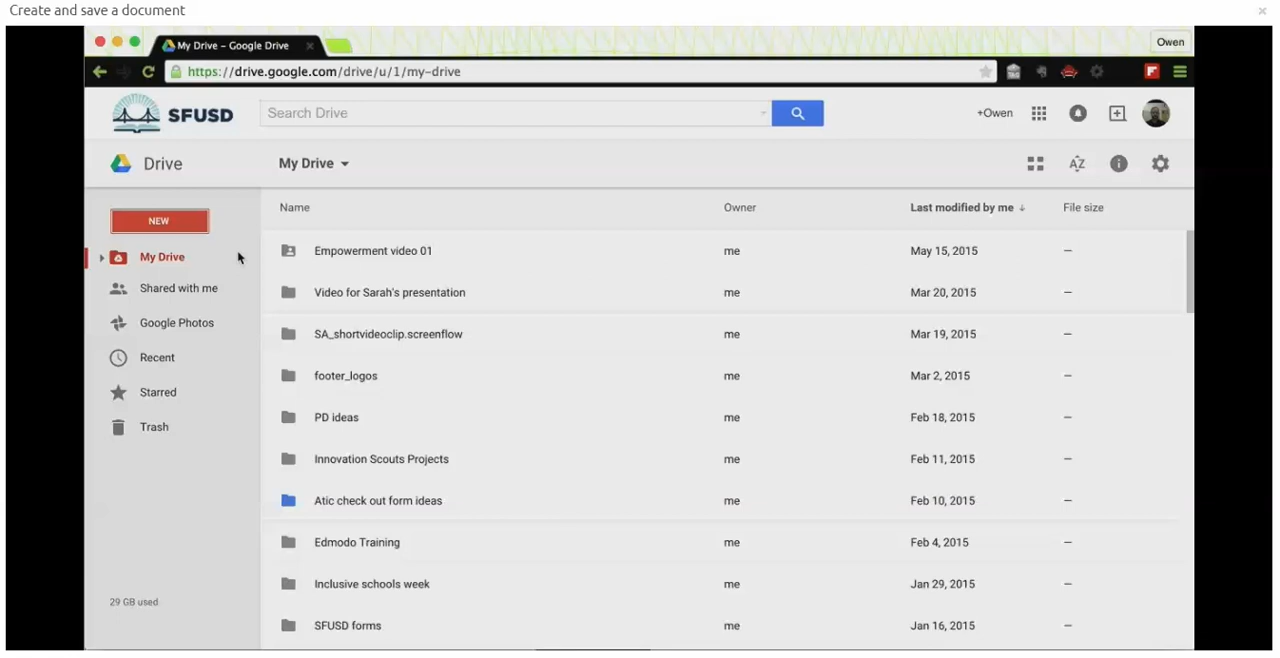 Create and save a document
My Drive – Google Drive
Owen
https://drive.google.com/drive/u/1/my-drive
SFUSD
Search Drive
+Owen
Drive
My Drive
AZ
NEW
My Drive
Shared with me
Google Photos
Recent
Starred
Trash
29 GB used
Name Owner Last modified by me ↓ File size
Empowerment video 01 me May 15, 2015 –
Video for Sarah's presentation me Mar 20, 2015 –
SA_shortvideoclip.screenflow me Mar 19, 2015 –
footer_logos me Mar 2, 2015 –
PD ideas me Feb 18, 2015 –
Innovation Scouts Projects me Feb 11, 2015 –
Atic check out form ideas me Feb 10, 2015 –
Edmodo Training me Feb 4, 2015 –
Inclusive schools week me Jan 29, 2015 –
SFUSD forms me Jan 16, 2015 –